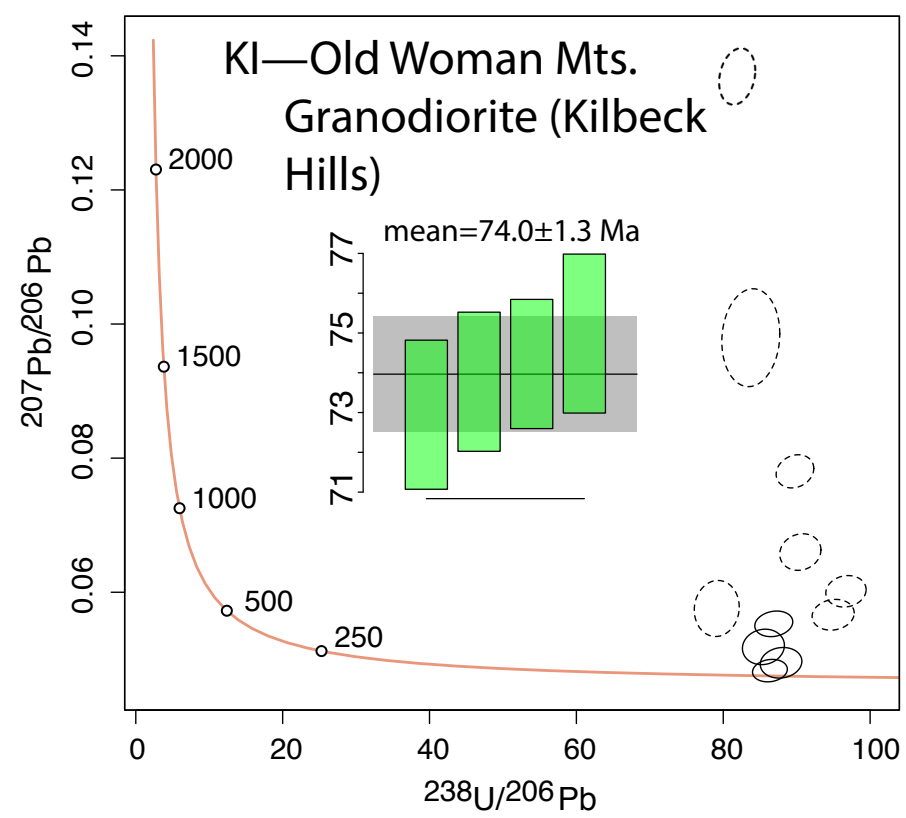 KI—Old Woman Mts.
Granodiorite (Kilbeck
Hills)
mean=74.0±1.3 Ma
77
75
73
71
0.14
0.12
0.10
0.08
0.06
207Pb/206Pb
2000
1500
1000
500
250
0 20 40 60 80 100
238U/206Pb